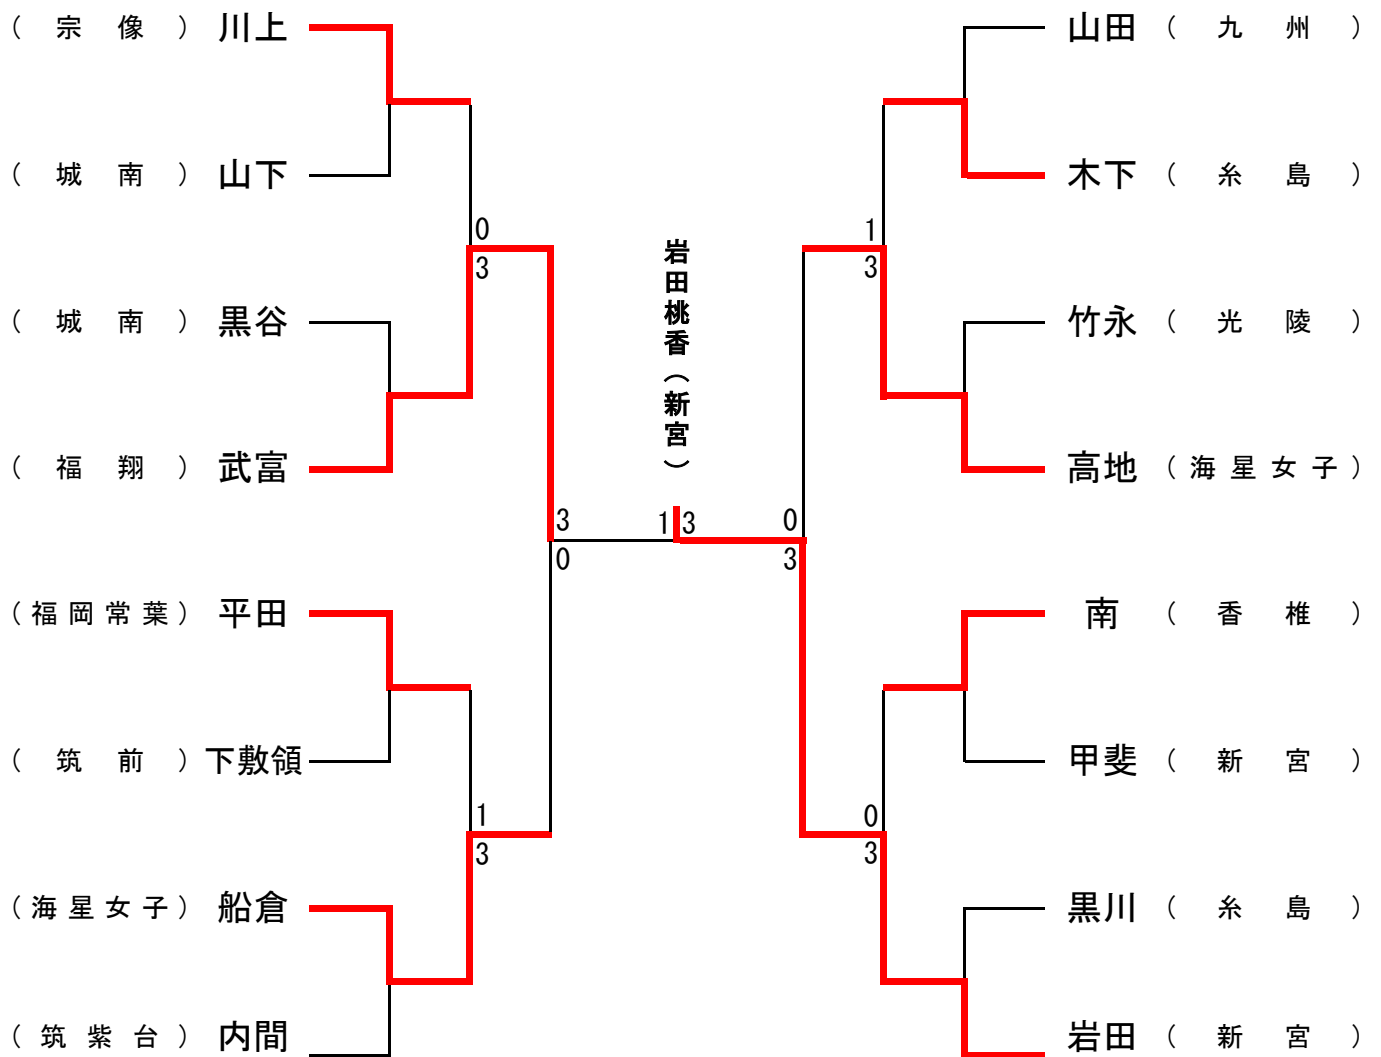 （宗像）川上
（城南）山下
（城南）黒谷
（福翔）武富
（福岡常葉）平田
（筑前）下敷領
（海星女子）船倉
（筑紫台）内間
0
3
3
0
1
3
岩田桃香（新宮）
1 3
1
3
0
3
0
3
山田（九州）
木下（糸島）
竹永（光陵）
高地（海星女子）
南（香椎）
甲斐（新宮）
黒川（糸島）
岩田（新宮）